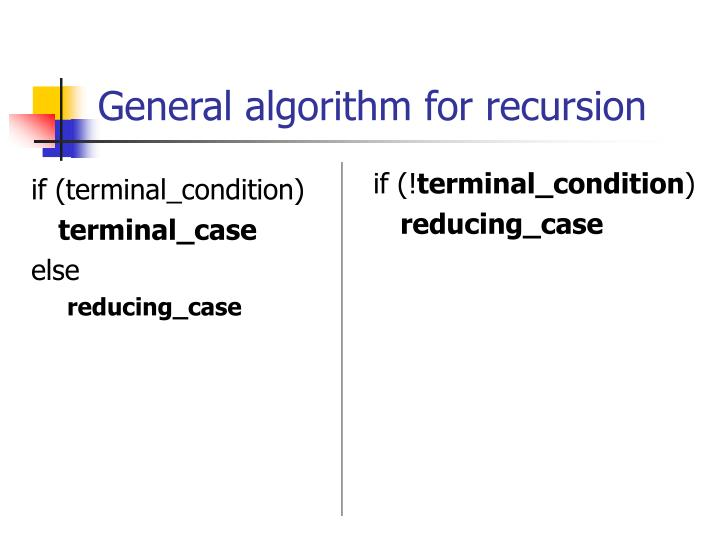 General algorithm for recursion
if (terminal_condition)
terminal_case
else
reducing_case
if (!terminal_condition)
reducing_case